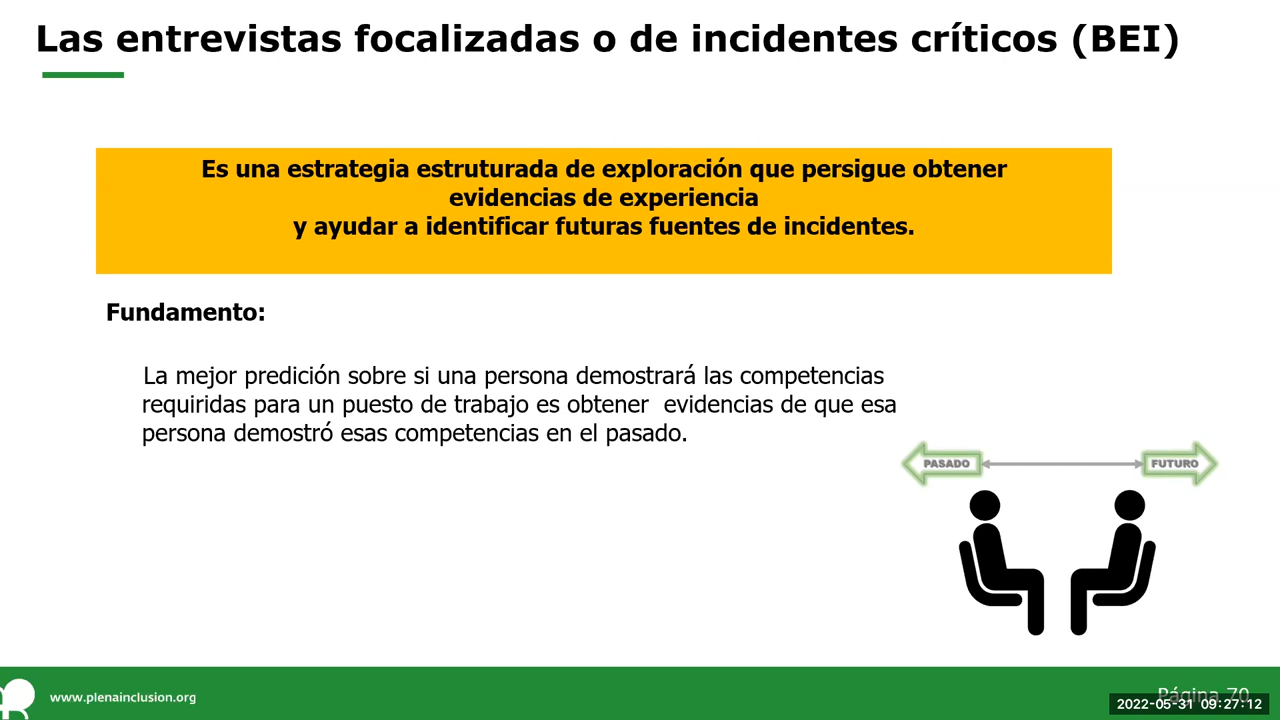 Las entrevistas focalizadas o de incidentes críticos (BEI)
Es una estrategia estruturada de exploración que persigue obtener
evidencias de experiencia
y ayudar a identificar futuras fuentes de incidentes.
Fundamento:
La mejor predición sobre si una persona demostrará las competencias
requiridas para un puesto de trabajo es obtener  evidencias de que esa
persona demostró esas competencias en el pasado.
PASADO
FUTURO
www.plenainclusion.org
Página 70
2022-05-31 09:27:12